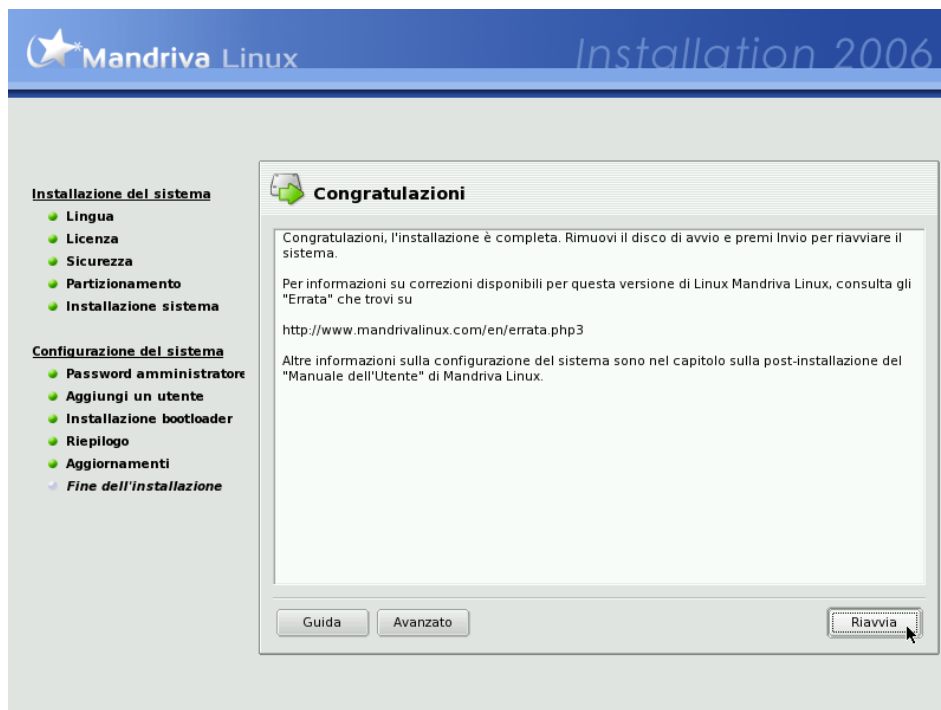 Mandriva Linux
Installation 2006
Installazione del sistema
Lingua
Licenza
Sicurezza
Partizionamento
Installazione sistema
Configurazione del sistema
Password amministratore
Aggiungi un utente
Installazione bootloader
Riepilogo
Aggiornamenti
Fine dell'installazione
Congratulazioni
Congratulazioni, l'installazione è completa. Rimuovi il disco di avvio e premi Invio per riavviare il
sistema.
Per informazioni su correzioni disponibili per questa versione di Linux Mandriva Linux, consulta gli
"Errata" che trovi su
http://www.mandrivalinux.com/en/errata.php3
Altre informazioni sulla configurazione del sistema sono nel capitolo sulla post-installazione del
"Manuale dell'Utente" di Mandriva Linux.
Guida
Avanzato
Riavvia